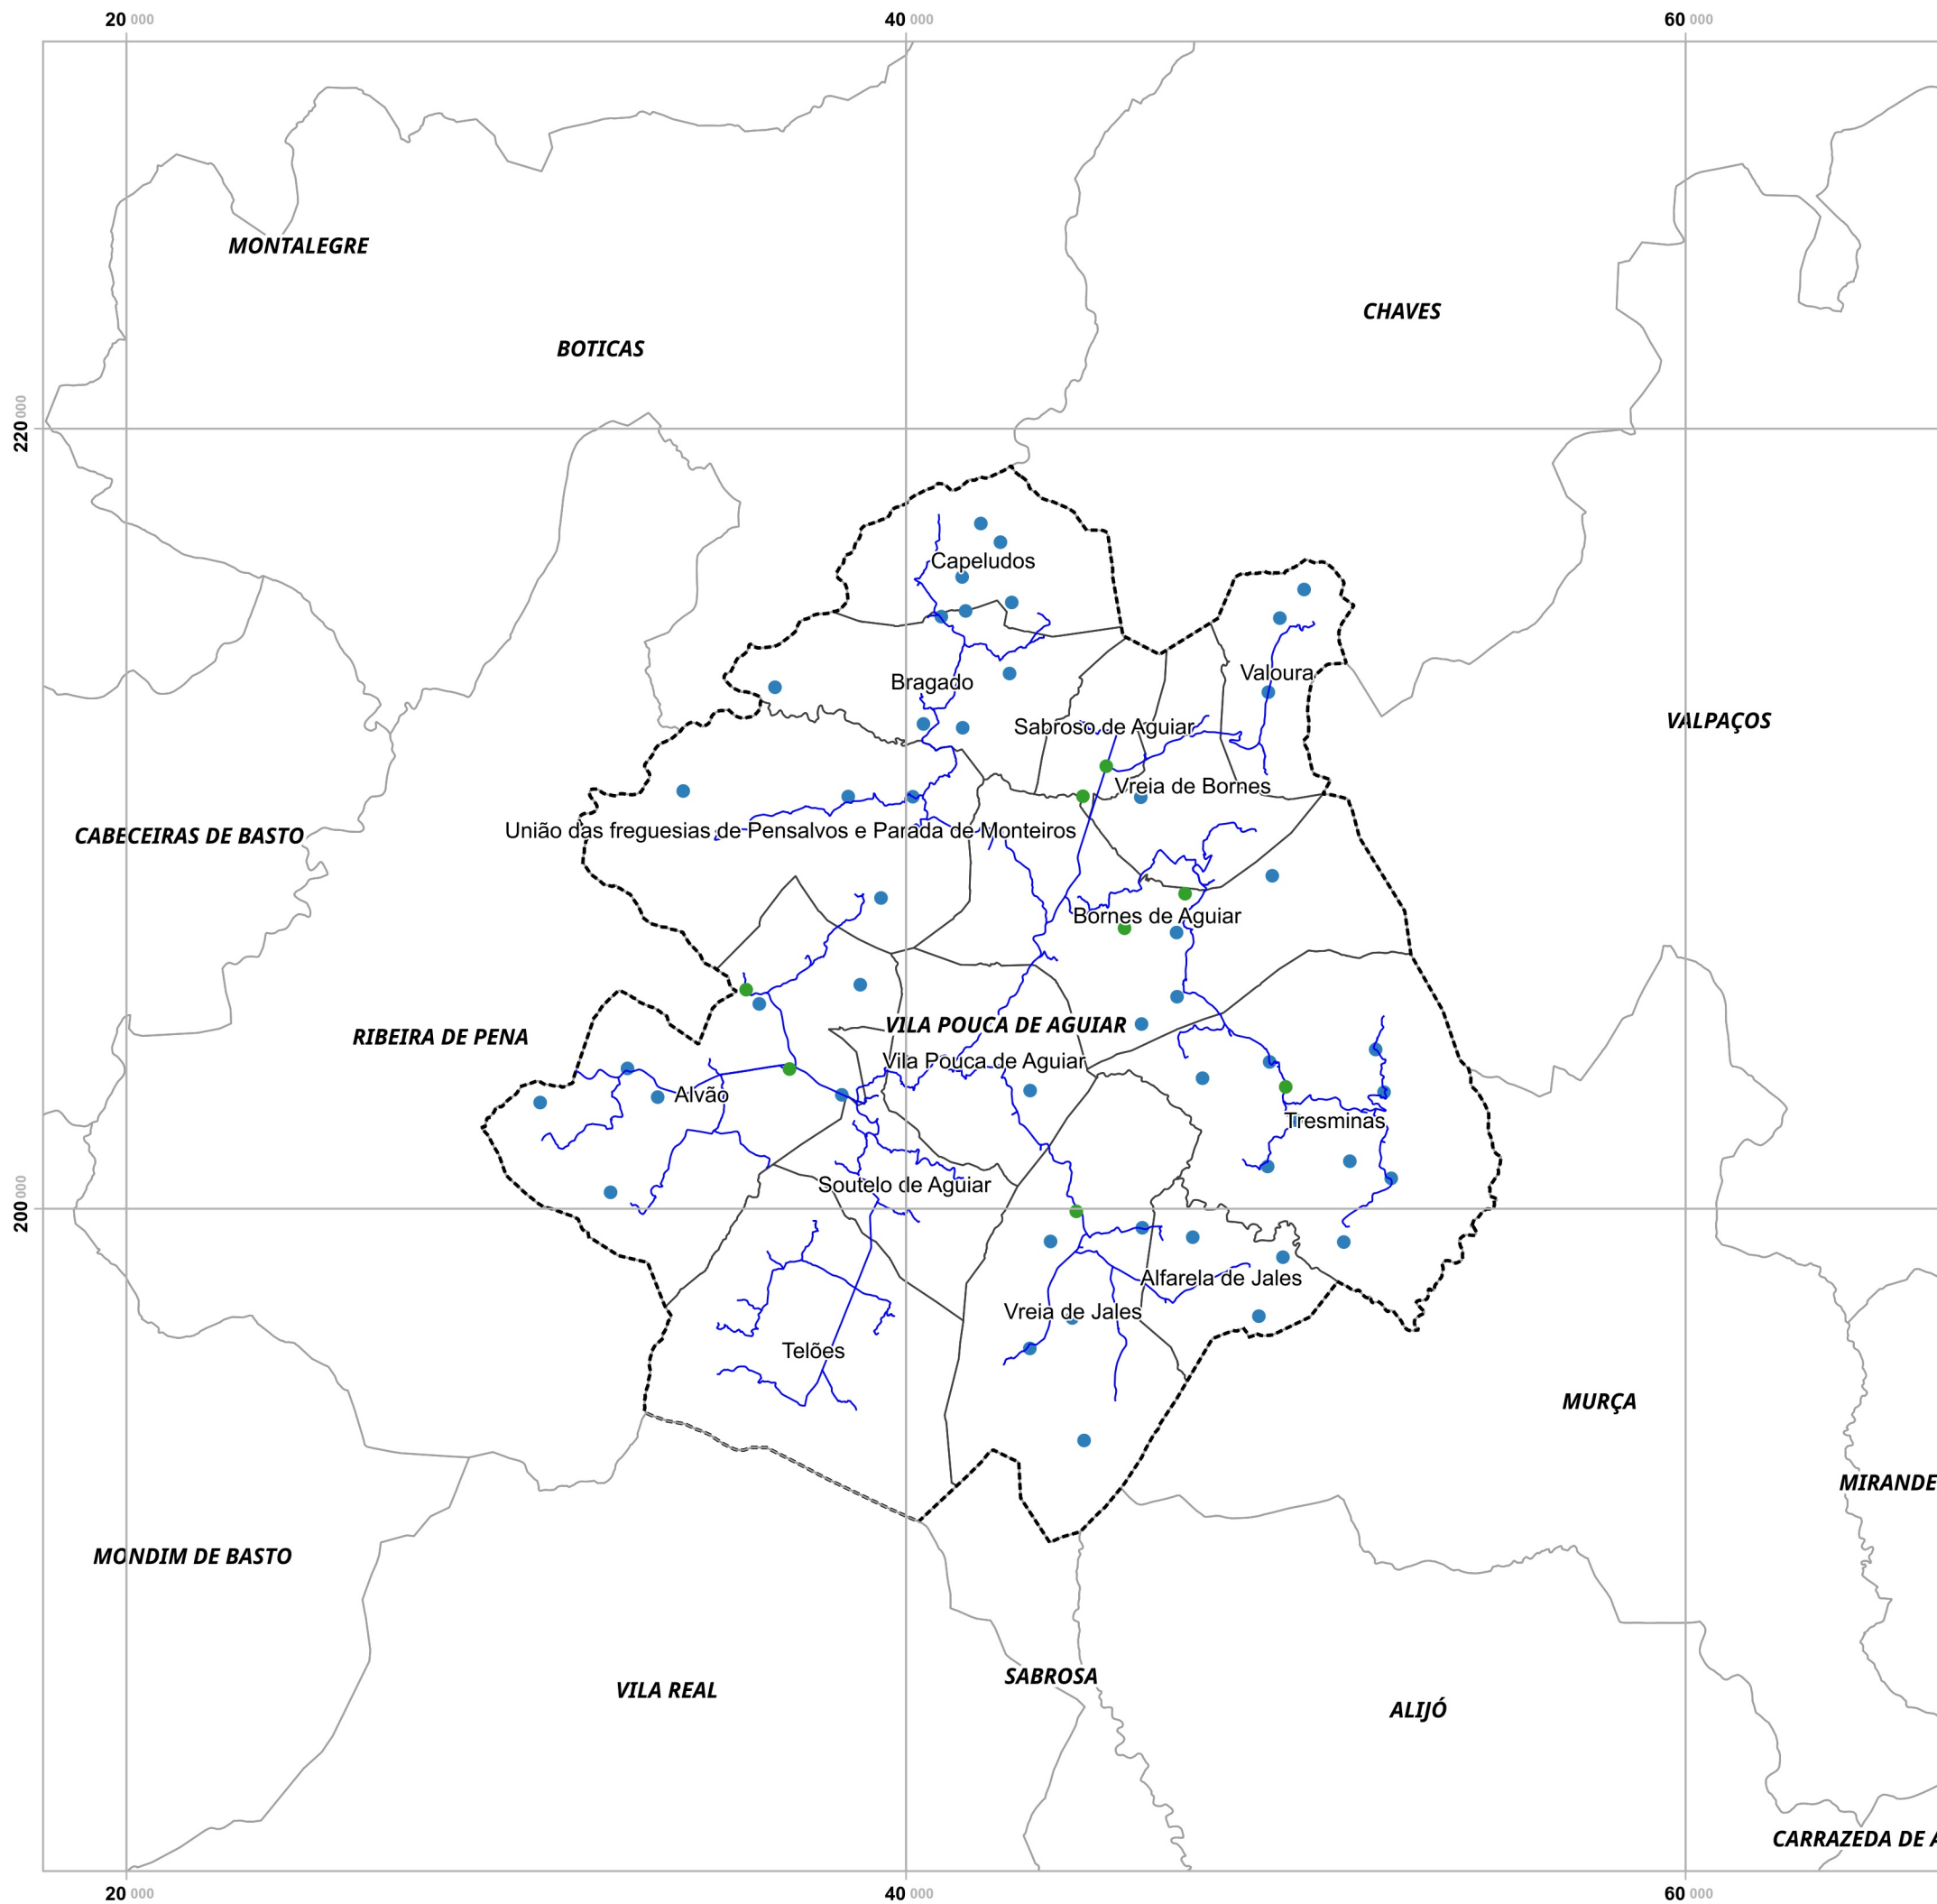 20 000
40 000
60 000
MONTALEGRE
CHAVES
BOTICAS
220 000
Capeludos
Valoura
Bragado
VALPAÇOS
Sabroso de Aguiar
Vreia de Bornes
União das freguesias de Pensalvos e Parada de Monteiros
CABECEIRAS DE BASTO
Bornes de Aguiar
VILA POUCA DE AGUIAR
RIBEIRA DE PENA
Vila Pouca de Aguiar
Alvão
Tresminas
Soutelo de Aguiar
200 000
Alfarela de Jales
Vreia de Jales
Telões
MURÇA
MIRANDE
MONDIM DE BASTO
SABROSA
VILA REAL
ALIJÓ
CARRAZEDA DE A
20 000
40 000
60 000